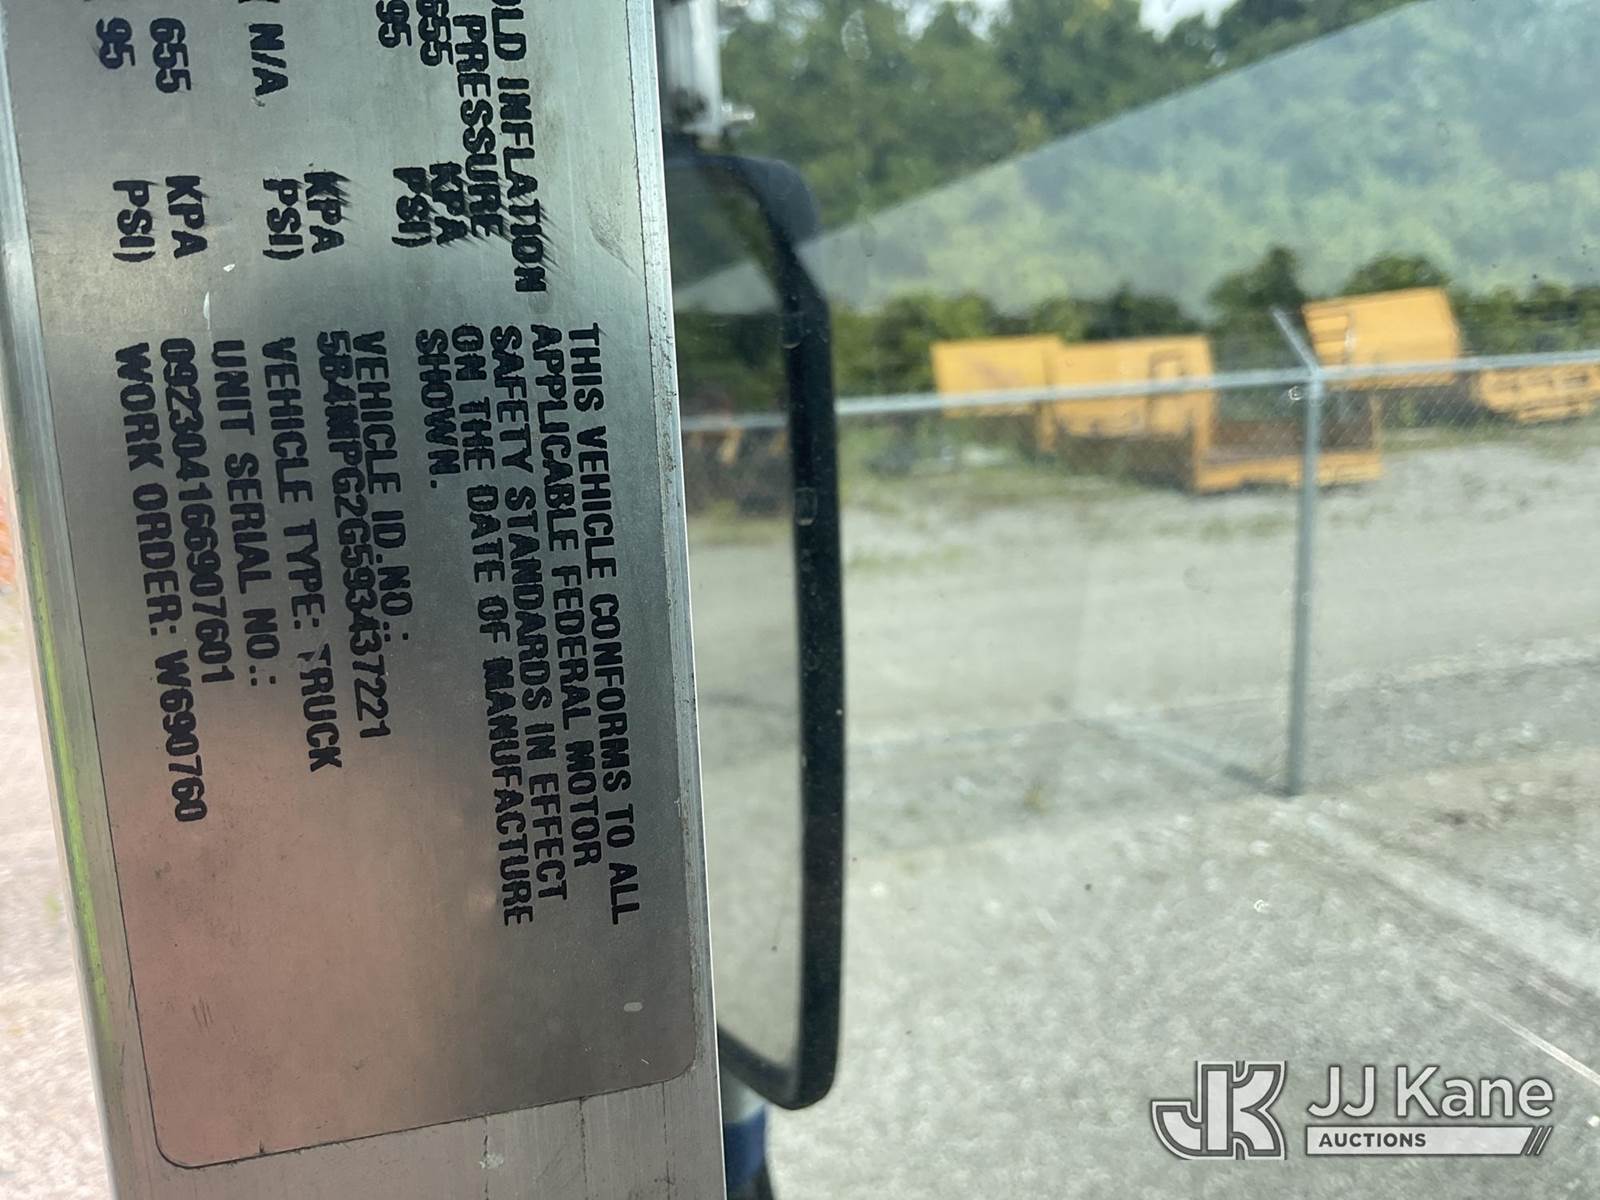 OLD INFLATION
PRESSURE
655 KPA
95 PSI)
KPA
N/A PSI)
655 KPA
95 PSI)
THIS VEHICLE CONFORMS TO ALL
APPLICABLE FEDERAL MOTOR
SAFETY STANDARDS IN EFFECT
ON THE DATE OF MANUFACTURE
SHOWN.
VEHICLE ID.NO.:
5B4MPG2G593437221
VEHICLE TYPE: TRUCK
UNIT SERIAL NO.:
092304166907601
WORK ORDER: W690760
JK JJ Kane
AUCTIONS